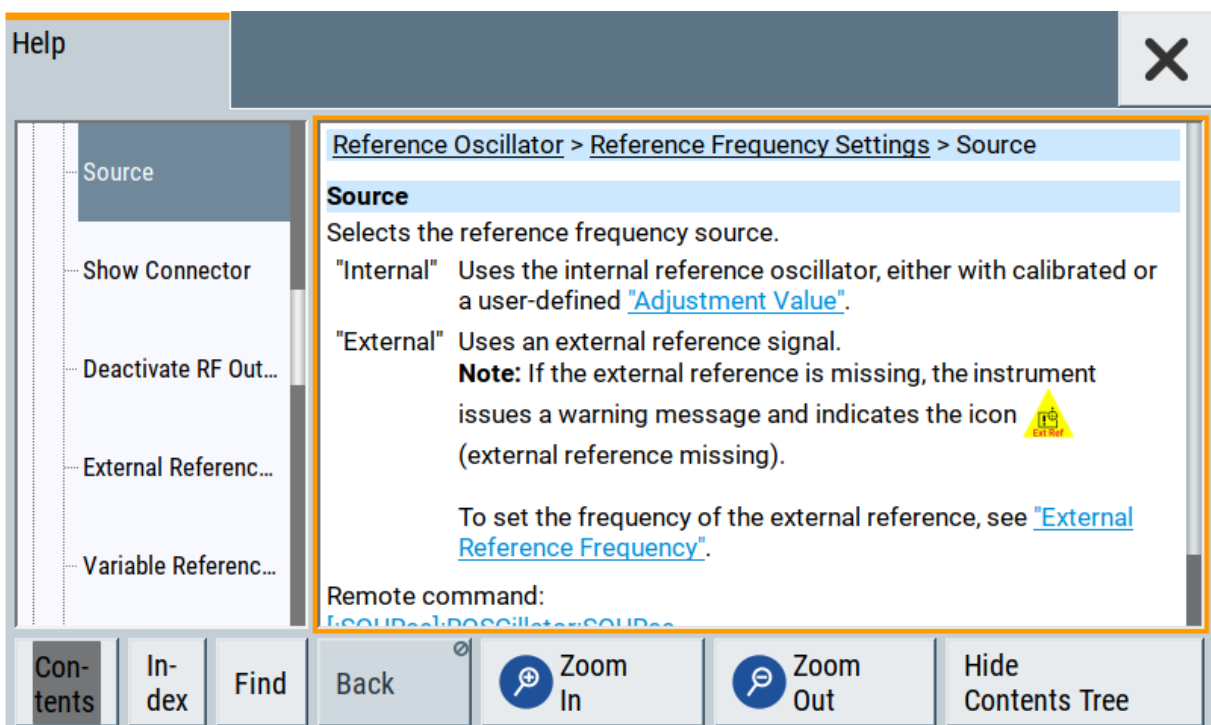 Help
Source
Show Connector
Deactivate RF Out...
External Referenc...
Variable Referenc...
Reference Oscillator > Reference Frequency Settings > Source
Source
Selects the reference frequency source.
"Internal" Uses the internal reference oscillator, either with calibrated or
a user-defined "Adjustment Value".
"External" Uses an external reference signal.
Note: If the external reference is missing, the instrument
issues a warning message and indicates the icon
Ext Ref
(external reference missing).
To set the frequency of the external reference, see "External
Reference Frequency".
Remote command:
[:SOURce]:ROSCillator:SOURce
Con-
tents
In-
dex
Find
Back
Zoom
In
Zoom
Out
Hide
Contents Tree